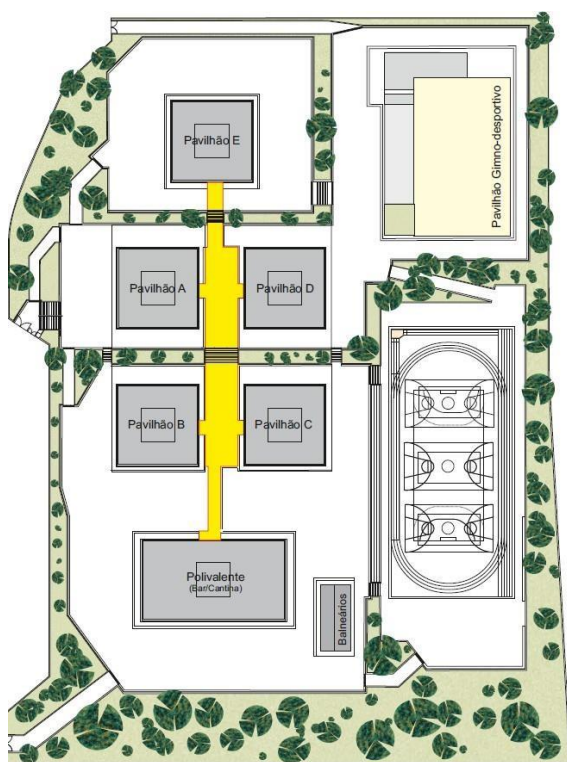 Pavilhão E
Pavilhão Gimno-desportivo
Pavilhão A
Pavilhão D
Pavilhão B
Pavilhão C
Polivalente
(Bar/Cantina)
Balneários